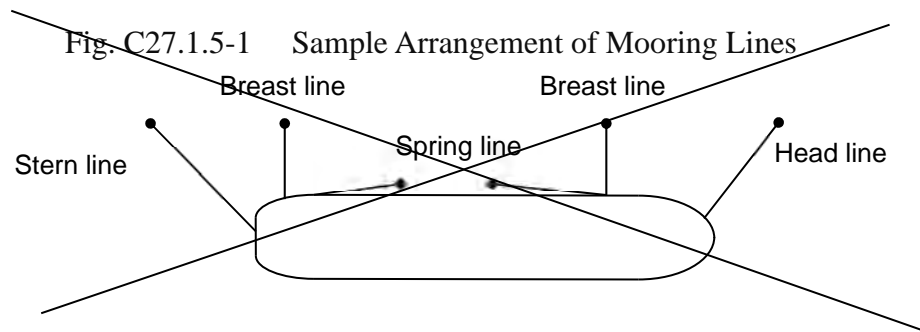 Fig. C27.1.5-1 Sample Arrangement of Mooring Lines
Breast line Breast line
Spring line
Stern line Head line